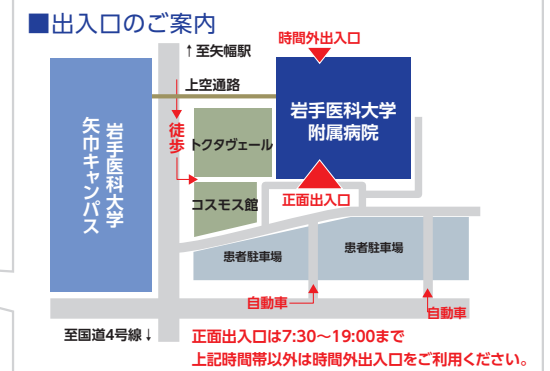 ■出入口のご案内
↑至矢幅駅
時間外出入口
上空通路
岩手医科大学
附属病院
岩手医科大学
矢巾キャンパス
徒歩
トクタヴェール
コスモス館
正面出入口
患者駐車場
患者駐車場
自動車
自動車
至国道4号線↓
正面出入口は7:30～19:00まで
上記時間帯以外は時間外出入口をご利用ください。